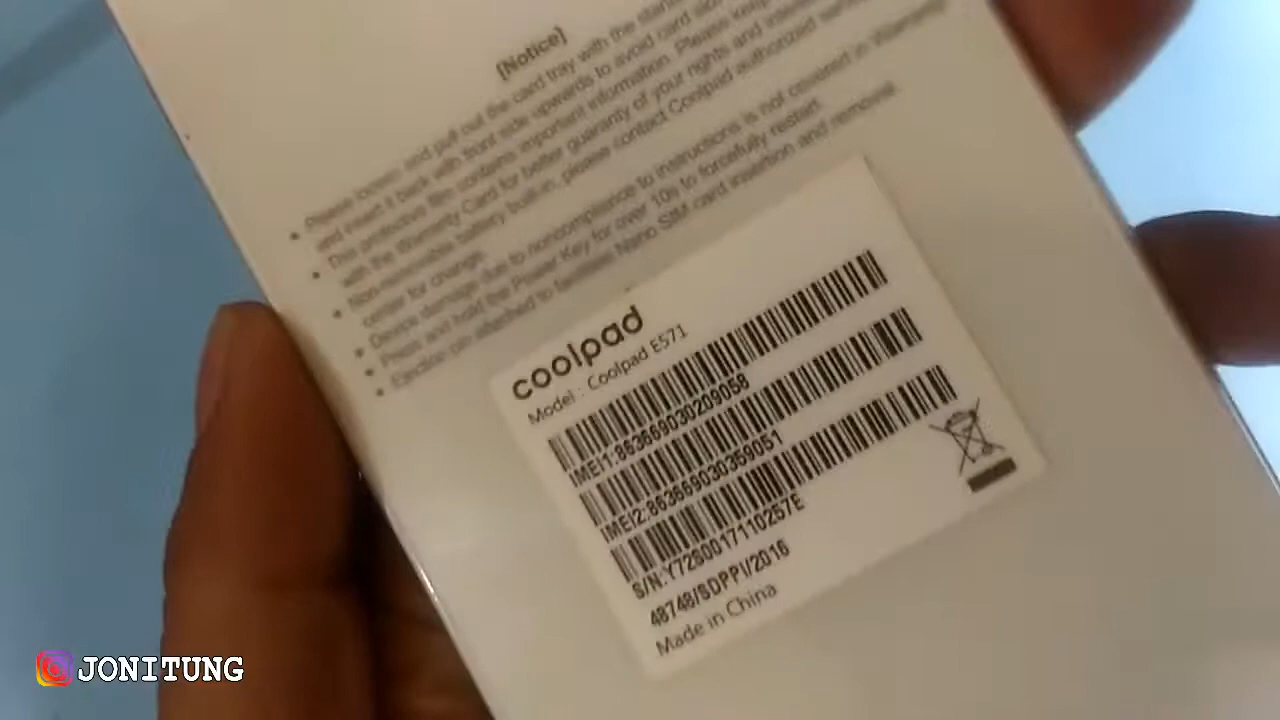 [Notice]
Please loosen and pull out the card tray with the
and insert it back with front side upwards to avoid card
This protective film contains important information. Please keep
with the Warranty Card for better guaranty of your rights and
Non-removable battery built-in, please contact Coolpad authorized
center for change.
Device damage due to noncompliance to instructions is not covered in Warranty
Press and hold the Power Key for over 10s to forcefully restart.
Ejection pin attached to facilitate Nano SIM card insertion and removal.
coolpad
Model : Coolpad E571
IMEI1:863669030209058
IMEI2:863669030359051
S/N:Y72S0017110257E
48748/SDPPI/2016
Made in China
JONITUNG